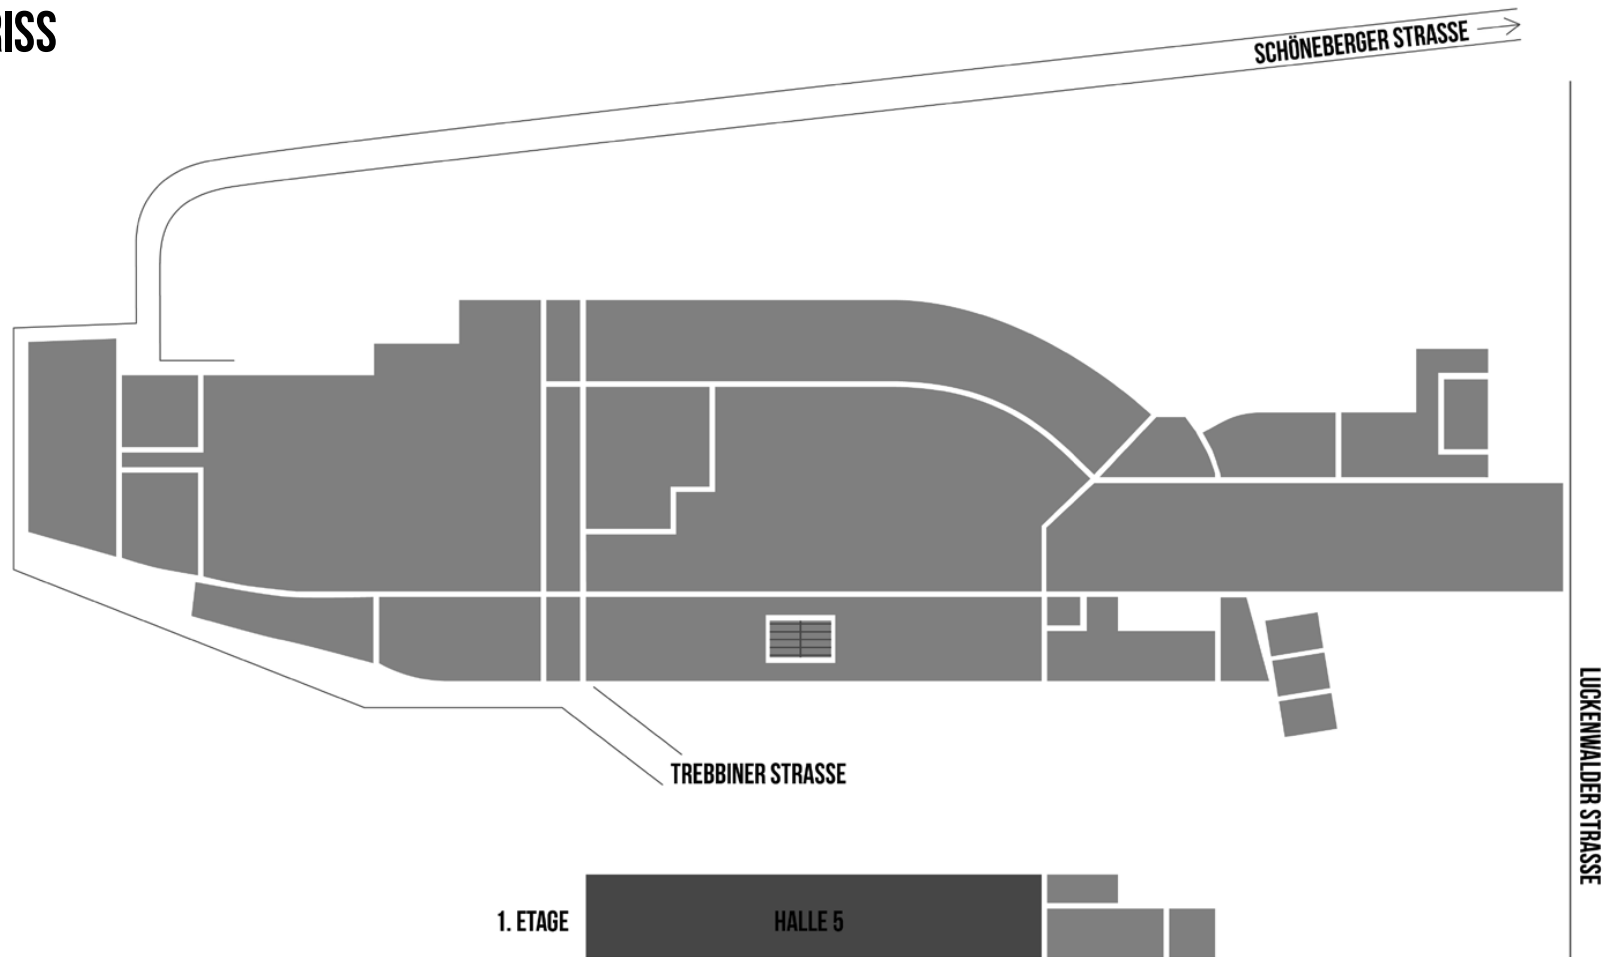 RISS
SCHÖNEBERGER STRASSE
TREBBINER STRASSE
LUCKENWALDER STRASSE
1. ETAGE
HALLE 5